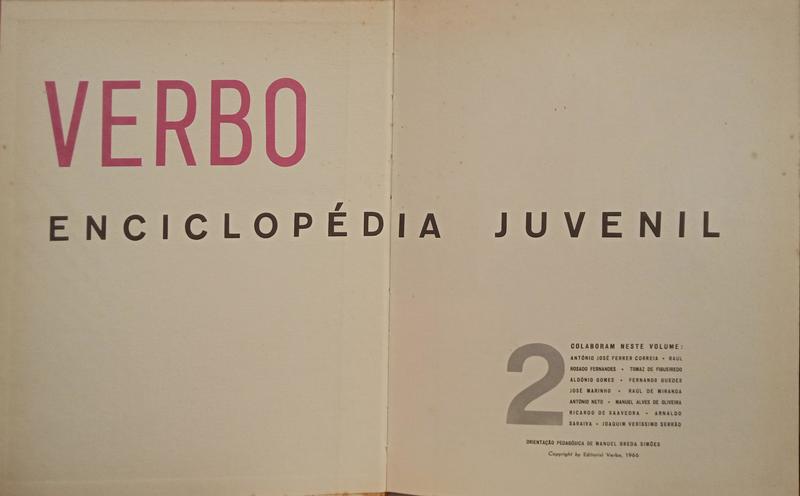 VERBO
ENCICLOPÉDIA JUVENIL
2
COLABORAM NESTE VOLUME:
ANTÓNIO JOSÉ FERRER CORREIA • RAUL
ROSADO FERNANDES • TOMAZ DE FIGUEIREDO
ALDÓNIO GOMES • FERNANDO GUEDES
JOSÉ MARINHO • RAUL DE MIRANDA
ANTÓNIO NETO • MANUEL ALVES DE OLIVEIRA
RICARDO DE SAAVEDRA • ARNALDO
SARAIVA • JOAQUIM VERÍSSIMO SERRÃO
ORIENTAÇÃO PEDAGÓGICA DE MANUEL BREDA SIMÕES
Copyright by Editorial Verbo, 1966